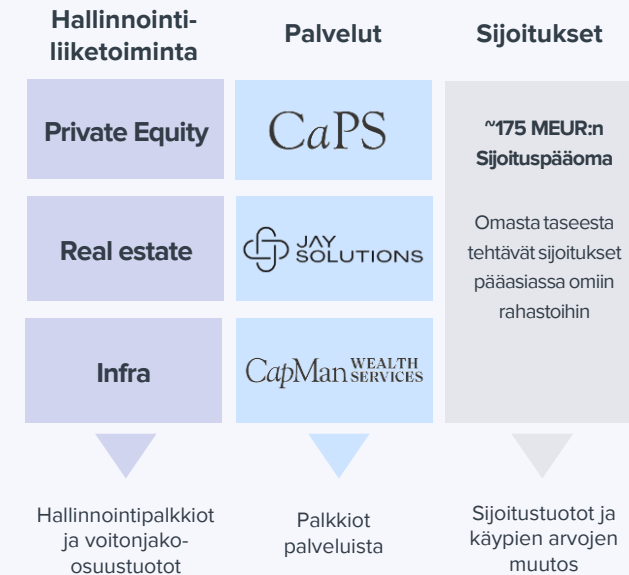 Hallinnointi-
liiketoiminta
Palvelut
Sijoitukset
Private Equity
CaPS
~175 MEUR:n
Sijoituspääoma
Omasta taseesta
tehtävät sijoitukset
pääasiassa omiin
rahastoihin
Real estate
JAY
SOLUTIONS
Infra
CapMan WEALTH
SERVICES
Hallinnointipalkkiot
ja voitonjako-
osuustuotot
Palkkiot
palveluista
Sijoitustuotot ja
käypien arvojen
muutos